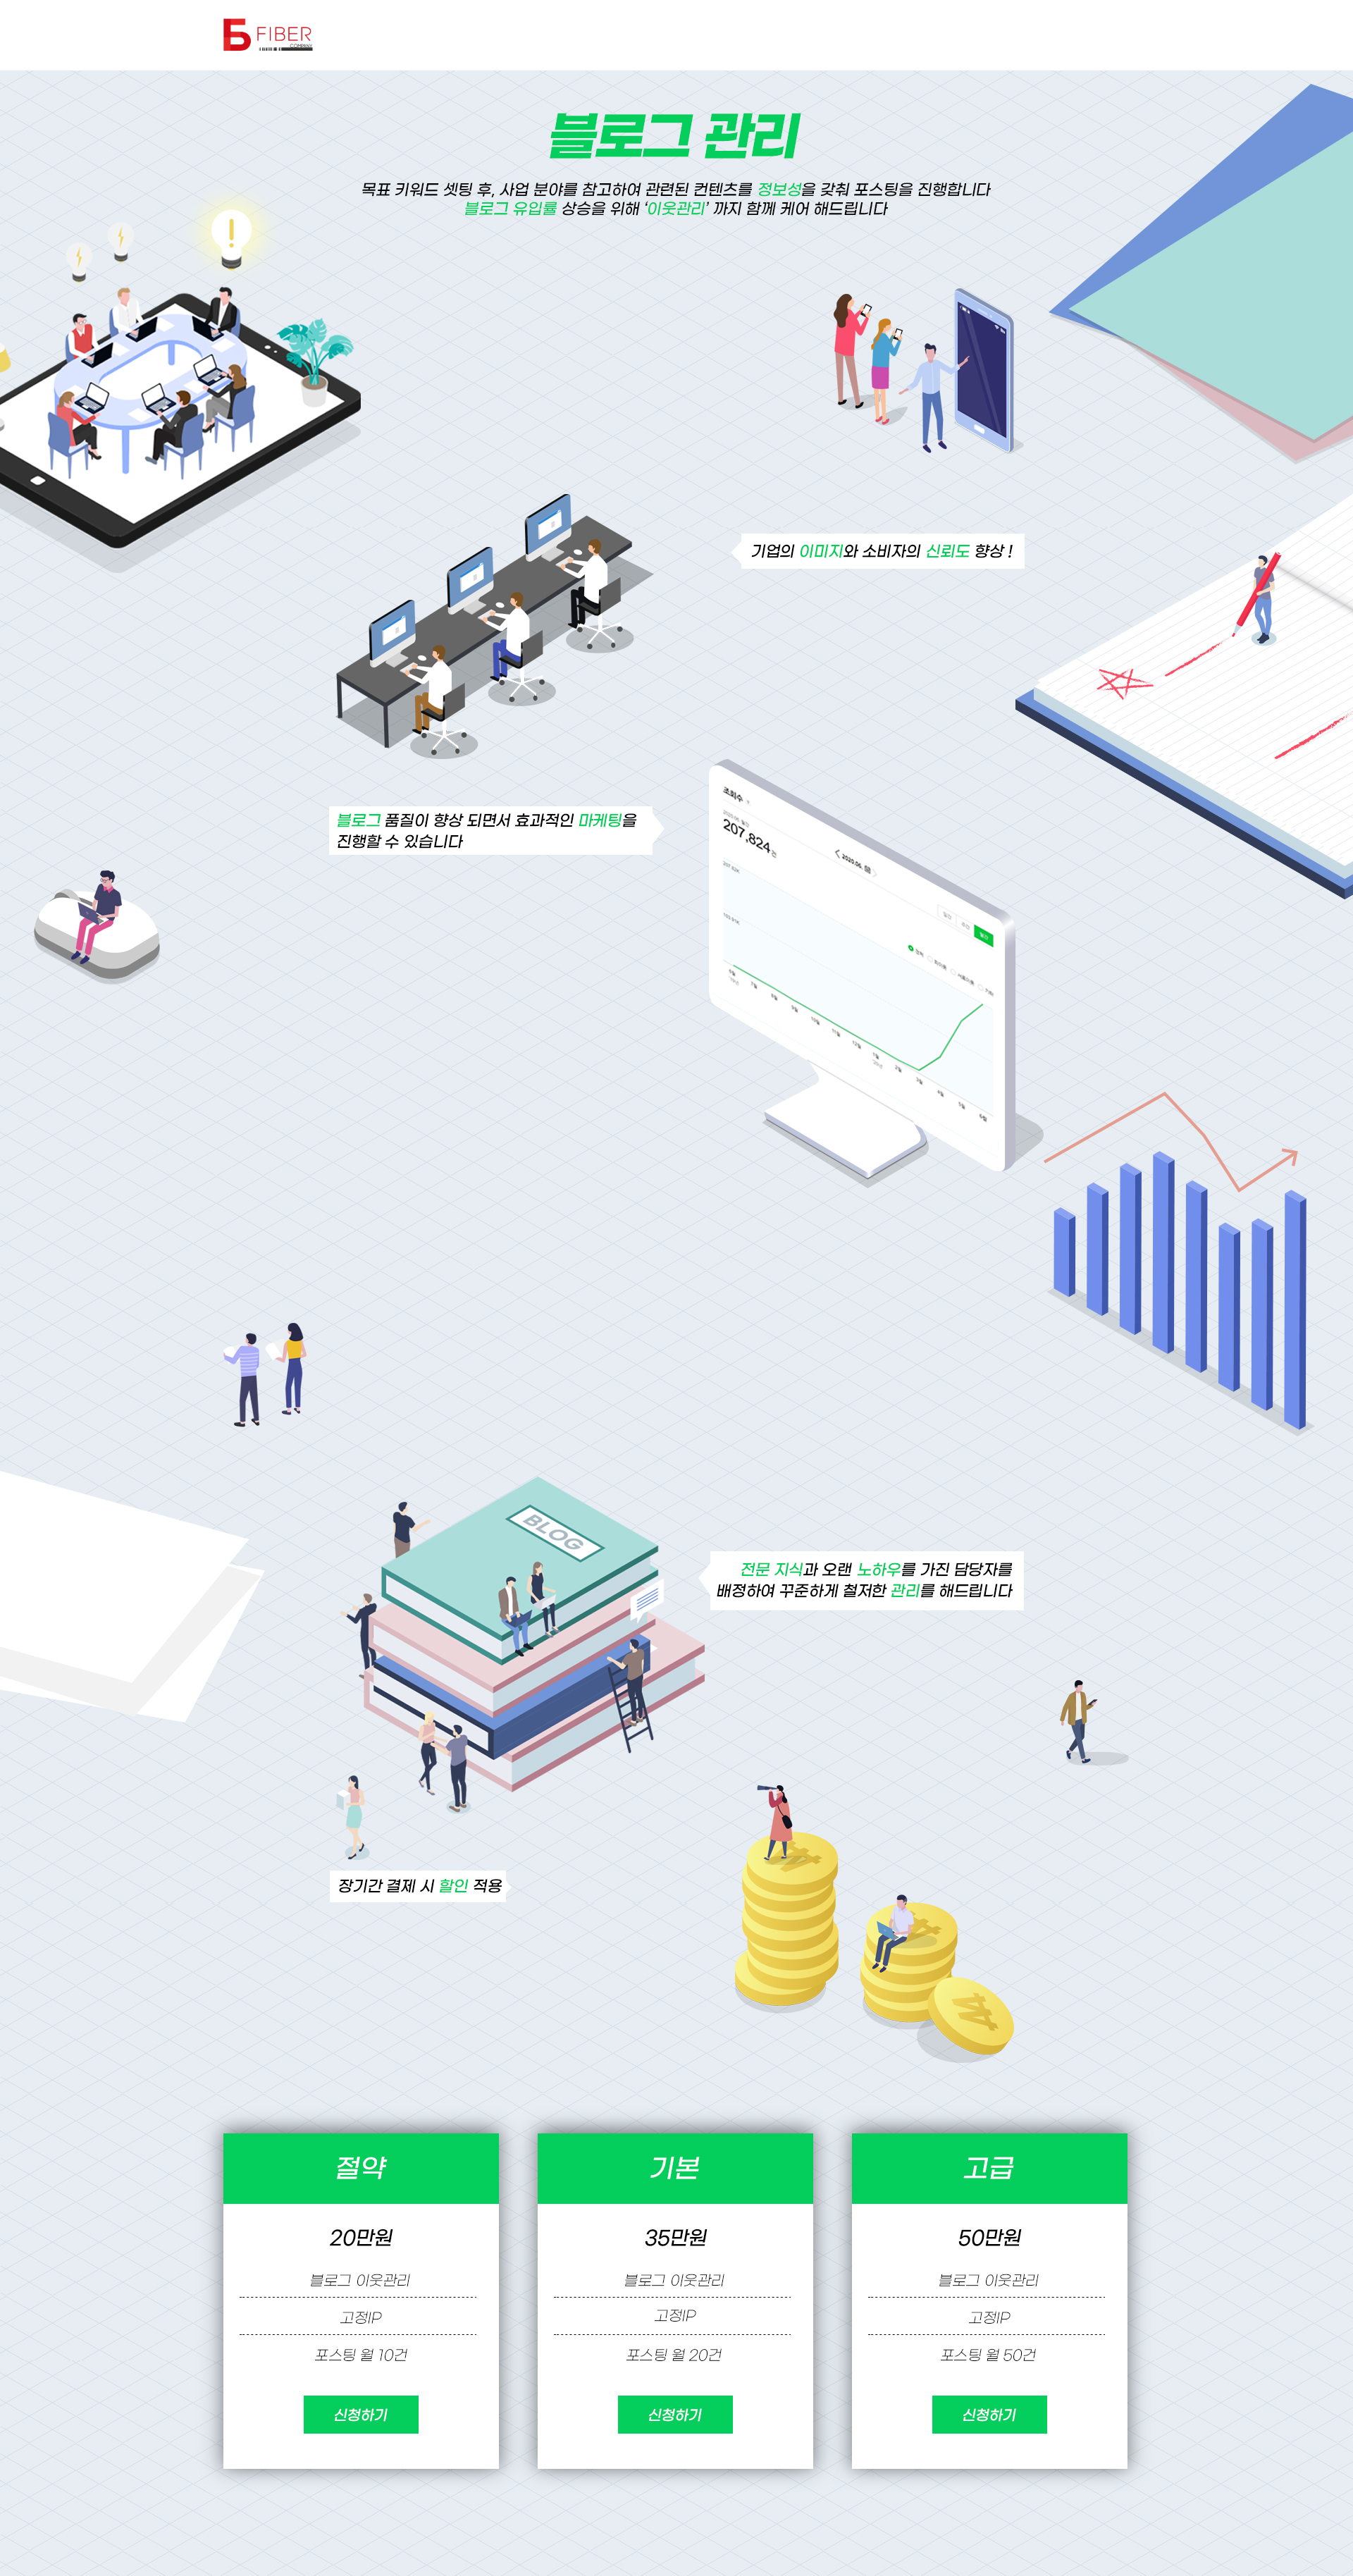 FIBER
COMPANY
블로그 관리
목표 키워드 셋팅 후, 사업 분야를 참고하여 관련된 컨텐츠를 정보성을 갖춰 포스팅을 진행합니다
블로그 유입률 상승을 위해 '이웃관리' 까지 함께 케어 해드립니다
기업의 이미지와 소비자의 신뢰도 향상 !
블로그 품질이 향상 되면서 효과적인 마케팅을
진행할 수 있습니다
조회수
207,824
2020.06.
BLOG
전문 지식과 오랜 노하우를 가진 담당자를
배정하여 꾸준하게 철저한 관리를 해드립니다
장기간 결제 시 할인 적용
절약
20만원
블로그 이웃관리
고정IP
포스팅 월 10건
신청하기
기본
35만원
블로그 이웃관리
고정IP
포스팅 월 20건
신청하기
고급
50만원
블로그 이웃관리
고정IP
포스팅 월 50건
신청하기